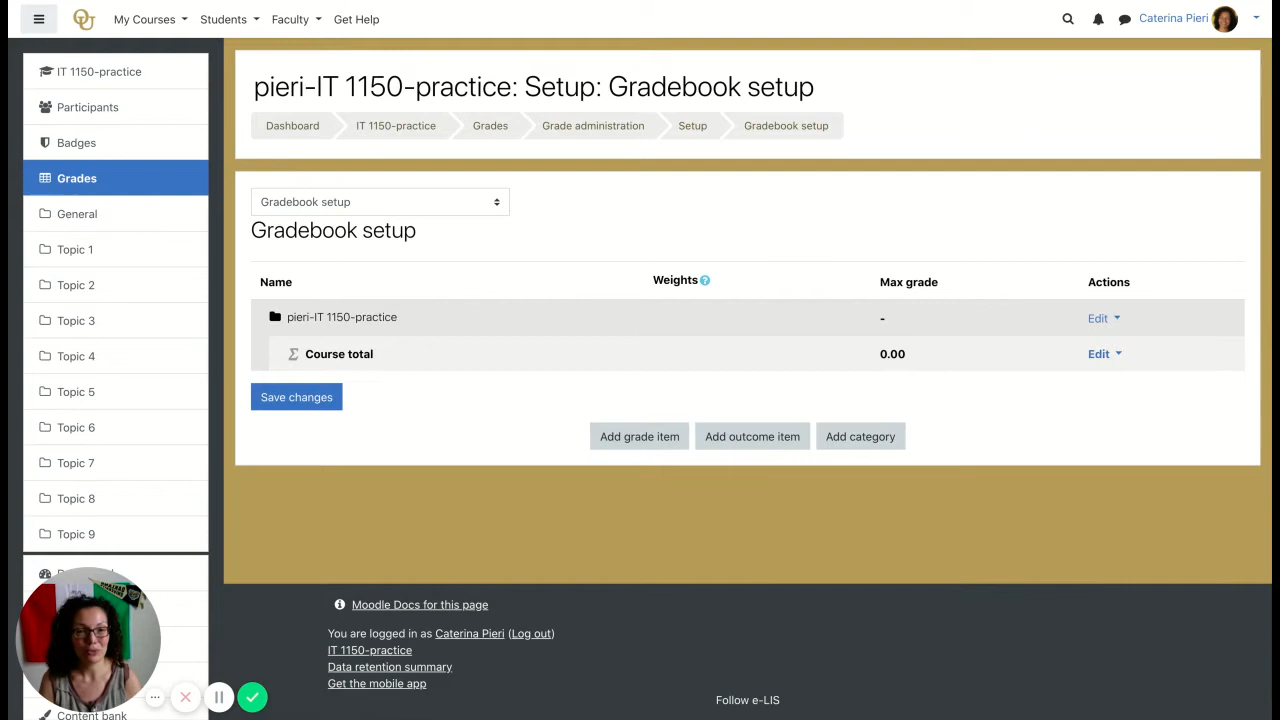 My Courses Students Faculty Get Help
Caterina Pieri
IT 1150-practice
Participants
Badges
Grades
General
Topic 1
Topic 2
Topic 3
Topic 4
Topic 5
Topic 6
Topic 7
Topic 8
Topic 9
Content bank
pieri-IT 1150-practice: Setup: Gradebook setup
Dashboard IT 1150-practice Grades Grade administration Setup Gradebook setup
Gradebook setup
Gradebook setup
Name Weights Max grade Actions
pieri-IT 1150-practice - Edit
Course total 0.00 Edit
Save changes
Add grade item Add outcome item Add category
Moodle Docs for this page
You are logged in as Caterina Pieri (Log out)
IT 1150-practice
Data retention summary
Get the mobile app
Follow e-LIS